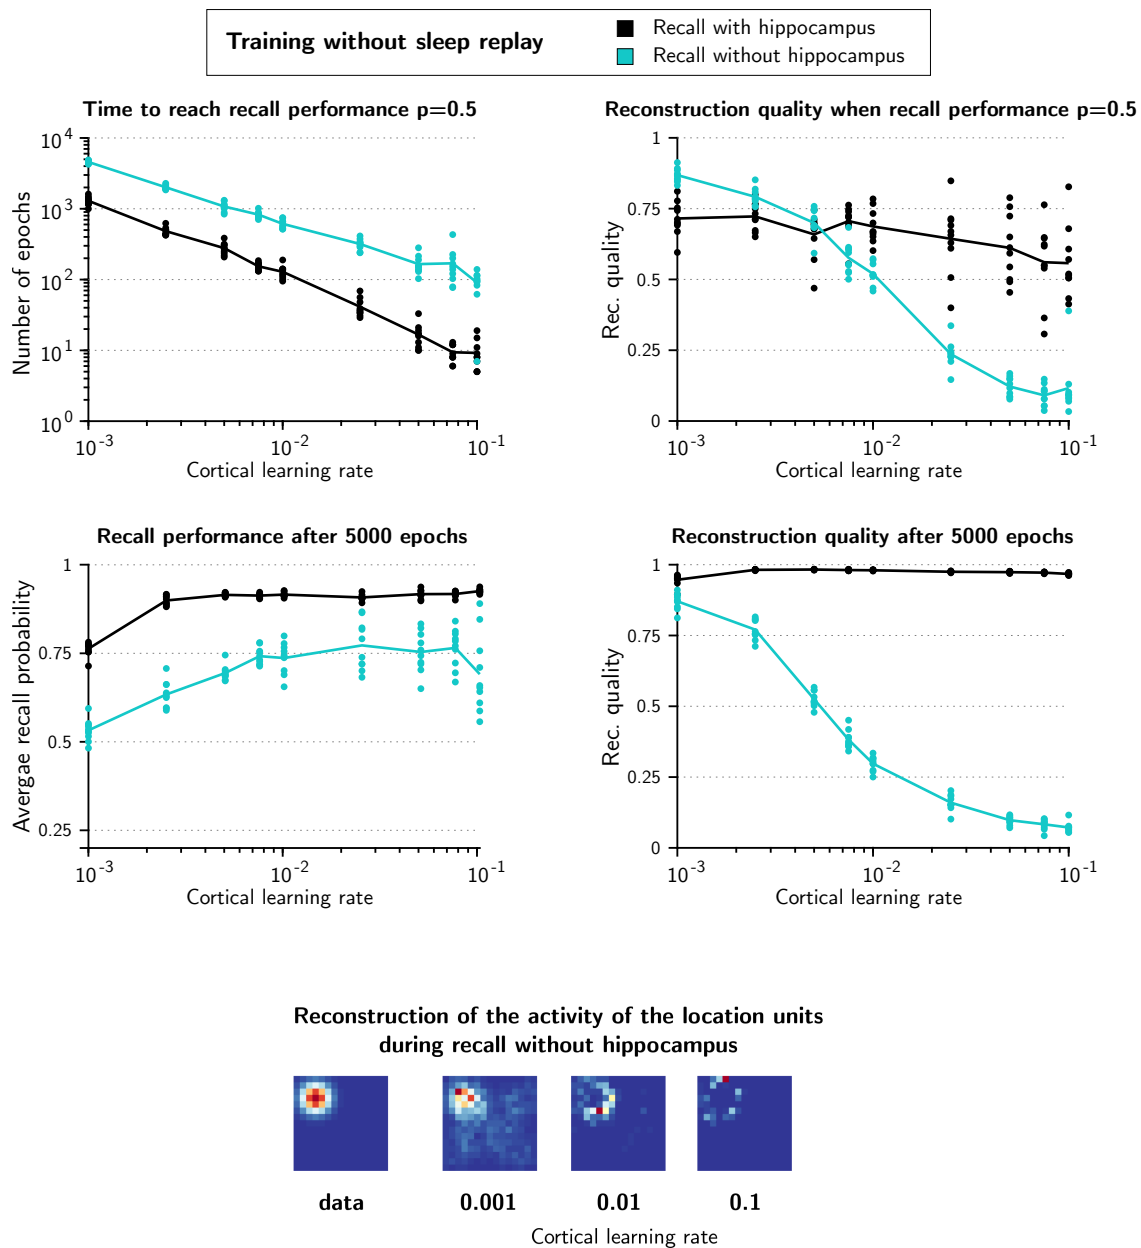 Training without sleep replay
Recall with hippocampus
Recall without hippocampus
Time to reach recall performance p=0.5
Number of epochs
10^4
10^3
10^2
10^1
10^0
10^-3
10^-2
10^-1
Cortical learning rate
Reconstruction quality when recall performance p=0.5
Rec. quality
1
0.75
0.5
0.25
0
10^-3
10^-2
10^-1
Cortical learning rate
Recall performance after 5000 epochs
Avergae recall probability
1
0.75
0.5
0.25
10^-3
10^-2
10^-1
Cortical learning rate
Reconstruction quality after 5000 epochs
Rec. quality
1
0.75
0.5
0.25
0
10^-3
10^-2
10^-1
Cortical learning rate
Reconstruction of the activity of the location units
during recall without hippocampus
data
0.001
0.01
0.1
Cortical learning rate